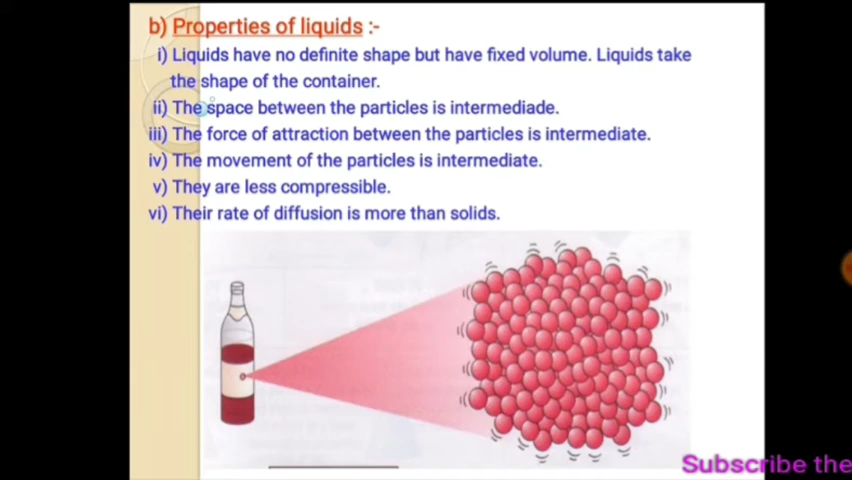 b) Properties of liquids :-
i) Liquids have no definite shape but have fixed volume. Liquids take
the shape of the container.
ii) The space between the particles is intermediade.
iii) The force of attraction between the particles is intermediate.
iv) The movement of the particles is intermediate.
v) They are less compressible.
vi) Their rate of diffusion is more than solids.
Subscribe the